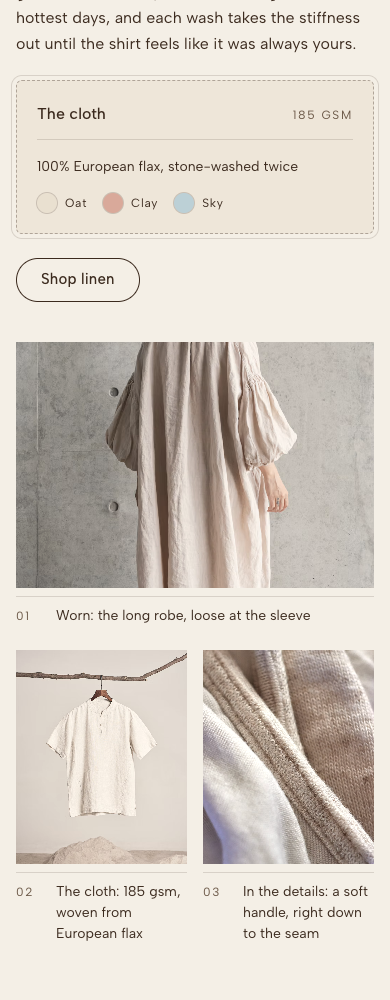 hottest days, and each wash takes the stiffness
out until the shirt feels like it was always yours.
The cloth
185 GSM
100% European flax, stone-washed twice
Oat
Clay
Sky
Shop linen
01
Worn: the long robe, loose at the sleeve
02
The cloth: 185 gsm,
woven from
European flax
03
In the details: a soft
handle, right down
to the seam